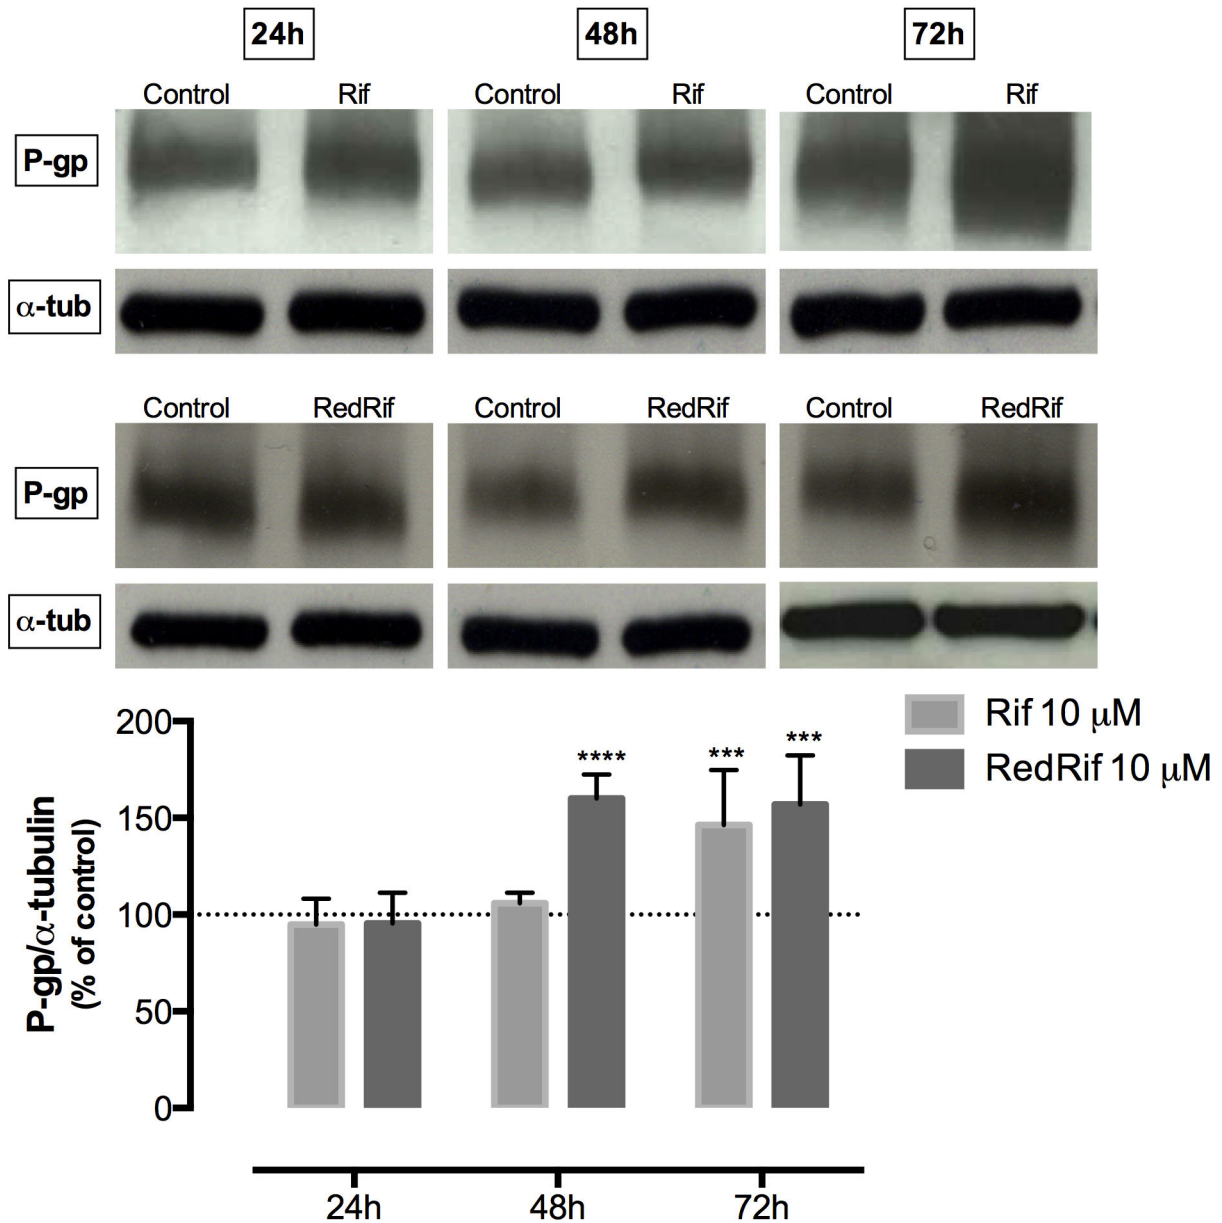 24h 48h 72h
Control Rif Control Rif Control Rif
P-gp
α-tub
Control RedRif Control RedRif Control RedRif
P-gp
α-tub
Rif 10 μM
RedRif 10 μM
P-gp/α-tubulin
(% of control)
200
150
100
50
0
**** *** ***
24h 48h 72h